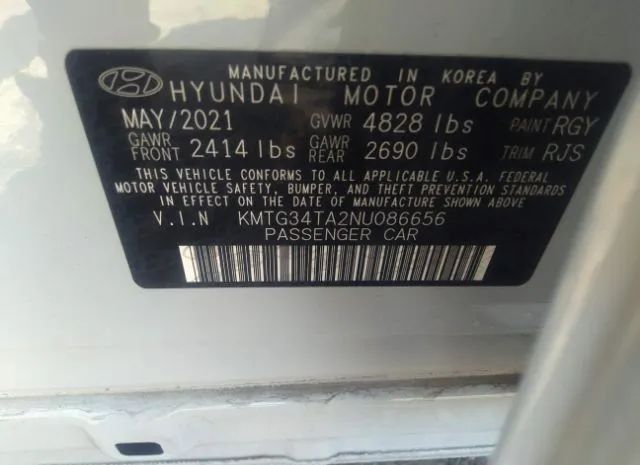 MANUFACTURED IN KOREA BY
HYUNDAI MOTOR COMPANY
MAY/2021 GVWR 4828 lbs PAINT RGY
GAWR FRONT 2414 lbs GAWR REAR 2690 lbs TRIM RJS
THIS VEHICLE CONFORMS TO ALL APPLICABLE U.S.A. FEDERAL
MOTOR VEHICLE SAFETY, BUMPER, AND THEFT PREVENTION
STANDARDS IN EFFECT ON THE DATE OF
MANUFACTURE SHOWN ABOVE.
V.I.N KMTG34TA2NU086656
PASSENGER CAR